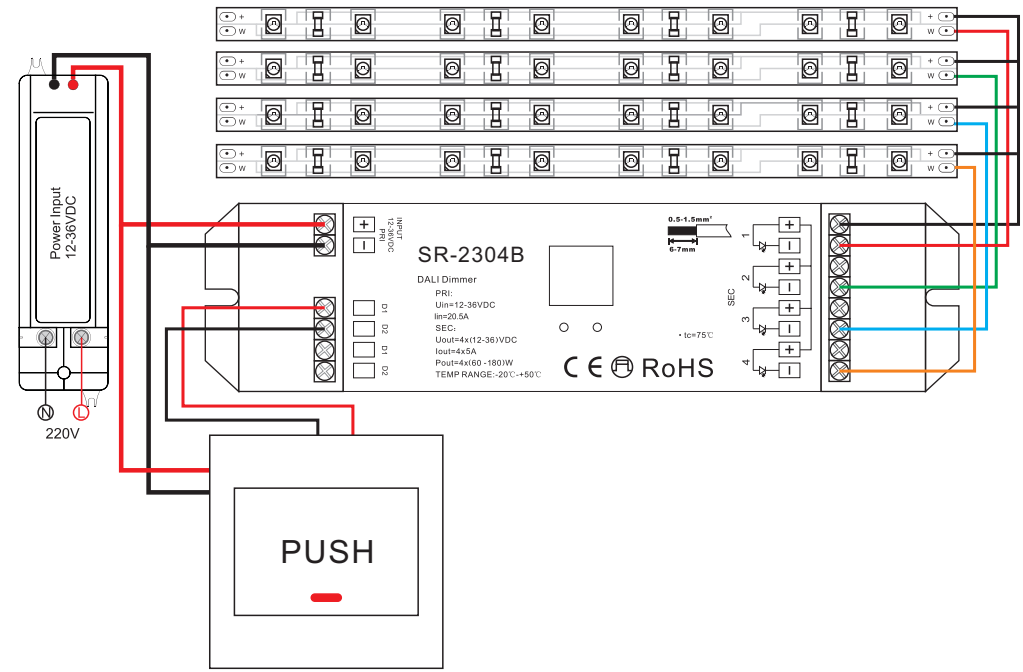 + +
W W
+ +
W W
+ +
W W
+ +
W W
Power Input
12-36VDC
N L
220V
+
−
INPUT
12-36VDC
PRI
D1
D2
D1
D2
SR-2304B
DALI Dimmer
PRI:
Uin=12-36VDC
Iin=20.5A
SEC:
Uout=4x(12-36)VDC
Iout=4x5A
Pout=4x(60-180)W
TEMP RANGE:-20℃-+50℃
0.5-1.5mm²
6-7mm
• tc=75℃
CE RoHS
SEC
1 +
−
2 +
−
3 +
−
4 +
−
PUSH